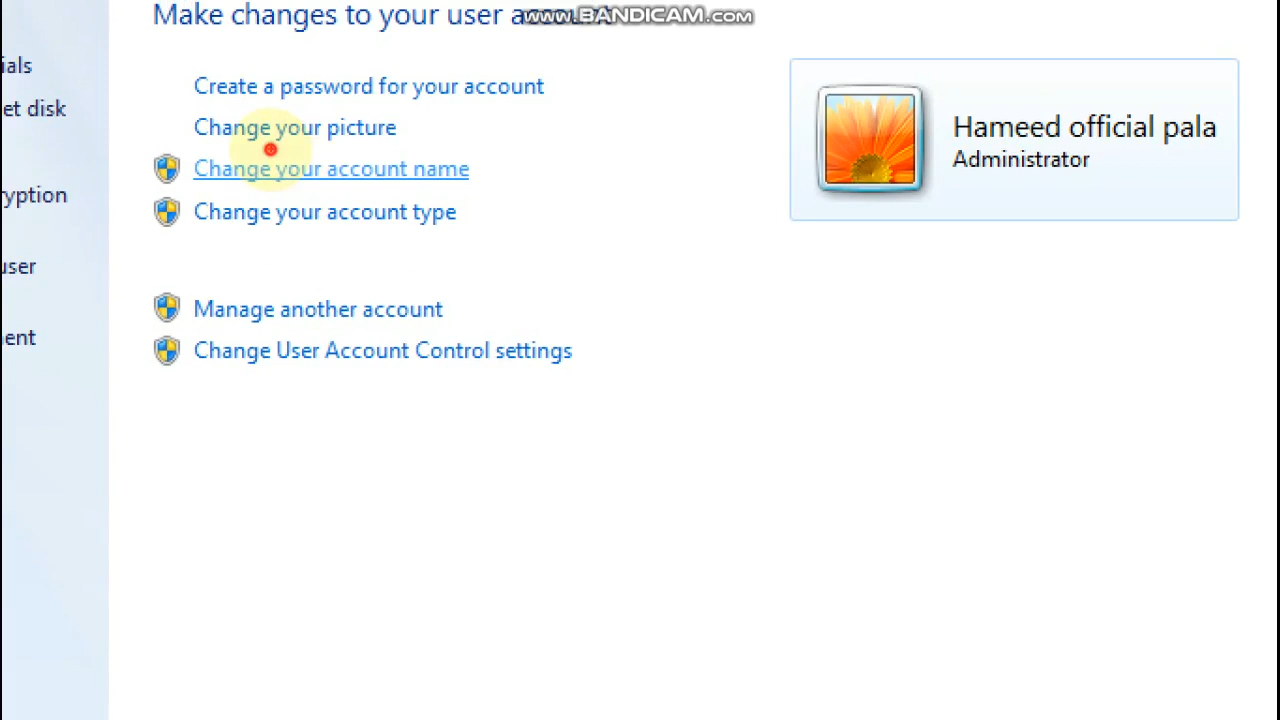 Make changes to your user account
www.BANDICAM.com
ials
Create a password for your account
et disk
Change your picture
Hameed official pala
Administrator
Change your account name
ryption
Change your account type
user
Manage another account
ent
Change User Account Control settings